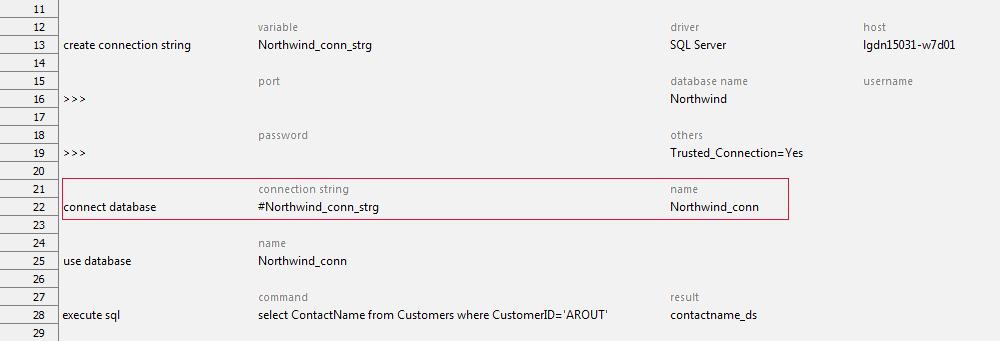 11
12 variable driver host
13 create connection string Northwind_conn_strg SQL Server lgdn15031-w7d01
14
15 port database name username
16 >>> Northwind
17
18 password others
19 >>> Trusted_Connection=Yes
20
21 connection string name
22 connect database #Northwind_conn_strg Northwind_conn
23
24 name
25 use database Northwind_conn
26
27 command result
28 execute sql select ContactName from Customers where CustomerID='AROUT' contactname_ds
29